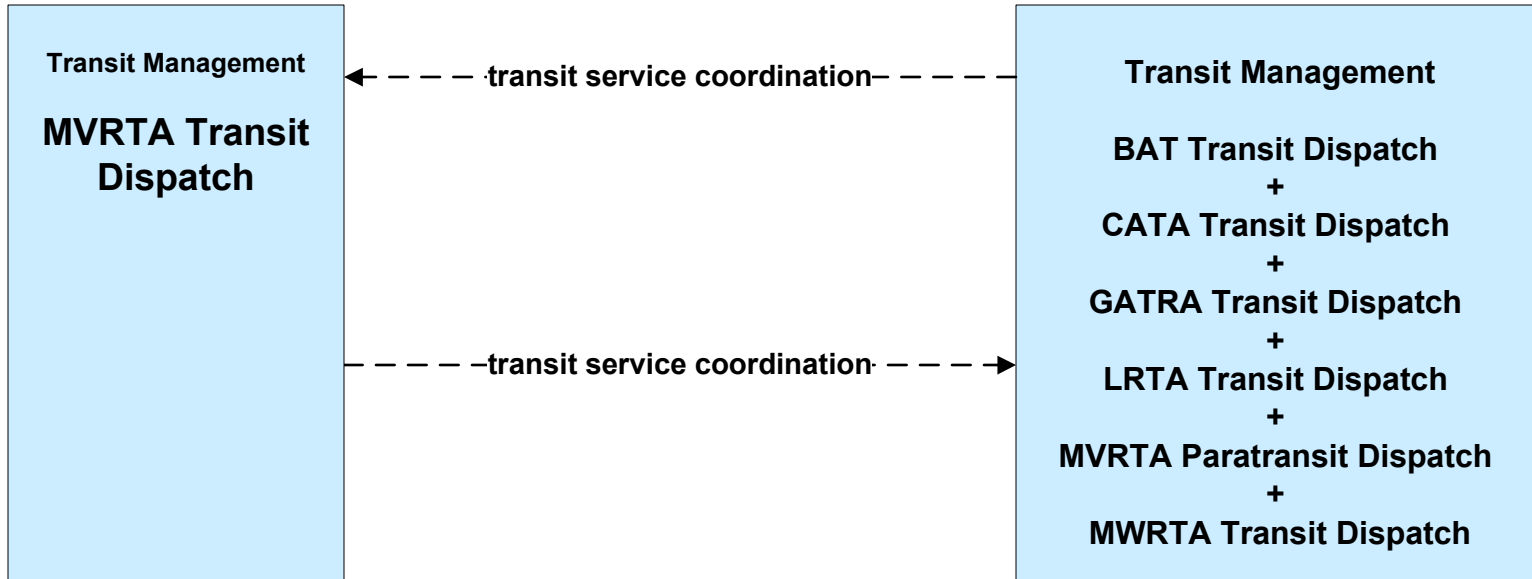 Transit Management
MVRTA Transit
Dispatch
transit service coordination
transit service coordination
Transit Management
BAT Transit Dispatch
+
CATA Transit Dispatch
+
GATRA Transit Dispatch
+
LRTA Transit Dispatch
+
MVRTA Paratransit Dispatch
+
MWRTA Transit Dispatch